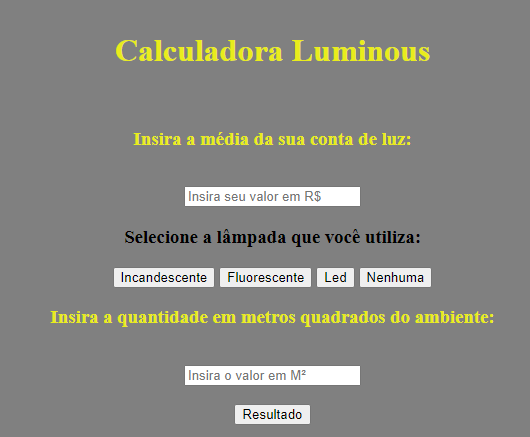 Calculadora Luminous
Insira a média da sua conta de luz:
Insira seu valor em R$
Selecione a lâmpada que você utiliza:
Incandescente Fluorescente Led Nenhuma
Insira a quantidade em metros quadrados do ambiente:
Insira o valor em M²
Resultado